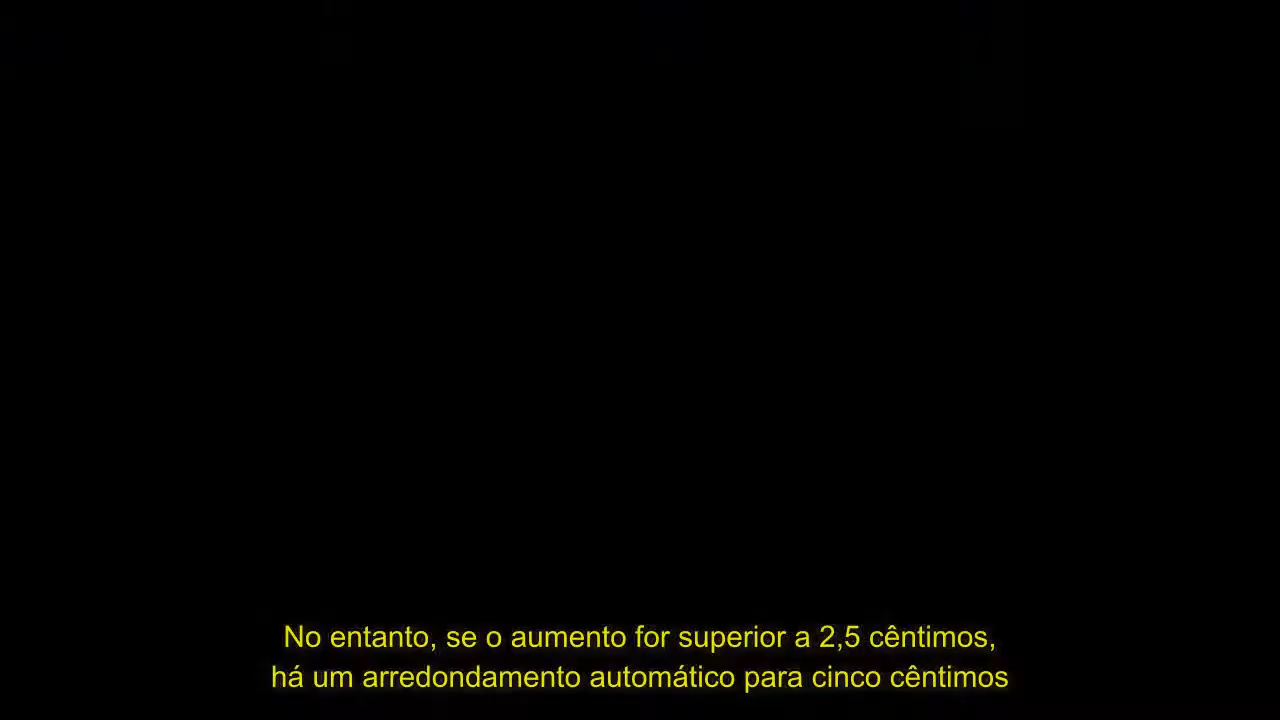 No entanto, se o aumento for superior a 2,5 cêntimos,
há um arredondamento automático para cinco cêntimos